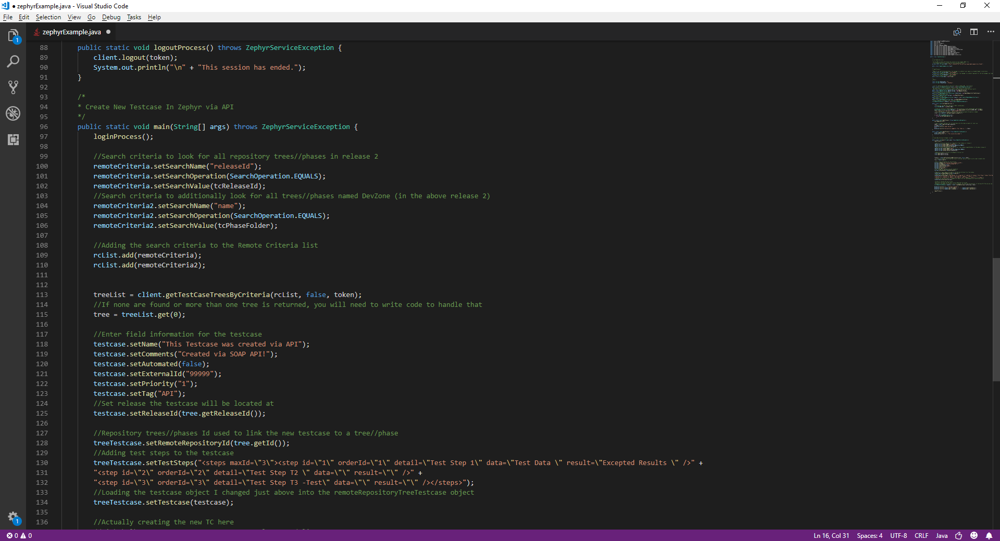 ● zephyrExample.java - Visual Studio Code
File Edit Selection View Go Debug Tasks Help
1
zephyrExample.java ●
88 public static void logoutProcess() throws ZephyrServiceException {
89 client.logout(token);
90 System.out.println("\n" + "This session has ended.");
91 }
92
93 /*
94 * Create New Testcase In Zephyr via API
95 */
96 public static void main(String[] args) throws ZephyrServiceException {
97 loginProcess();
98
99 //Search criteria to look for all repository trees//phases in release 2
100 remoteCriteria.setSearchName("releaseId");
101 remoteCriteria.setSearchOperation(SearchOperation.EQUALS);
102 remoteCriteria.setSearchValue(tcReleaseId);
103 //Search criteria to additionally look for all trees//phases named DevZone (in the above release 2)
104 remoteCriteria2.setSearchName("name");
105 remoteCriteria2.setSearchOperation(SearchOperation.EQUALS);
106 remoteCriteria2.setSearchValue(tcPhaseFolder);
107
108 //Adding the search criteria to the Remote Criteria list
109 rcList.add(remoteCriteria);
110 rcList.add(remoteCriteria2);
111
112
113 treeList = client.getTestCaseTreesByCriteria(rcList, false, token);
114 //If none are found or more than one tree is returned, you will need to write code to handle that
115 tree = treeList.get(0);
116
117 //Enter field information for the testcase
118 testcase.setName("This Testcase was created via API");
119 testcase.setComments("Created via SOAP API!");
120 testcase.setAutomated(false);
121 testcase.setExternalId("99999");
122 testcase.setPriority("1");
123 testcase.setTag("API");
124 //Set release the testcase will be located at
125 testcase.setReleaseId(tree.getReleaseId());
126
127 //Repository trees//phases Id used to link the new testcase to a tree//phase
128 treeTestcase.setRemoteRepositoryId(tree.getId());
129 //Adding test steps to the testcase
130 treeTestcase.setTestSteps("<steps maxId=\"3\"><step id=\"1\" orderId=\"1\" detail=\"Test Step 1\" data=\"Test Data \" result=\"Excepted Results \" />" +
131 "<step id=\"2\" orderId=\"2\" detail=\"Test Step T2 \" data=\"\" result=\"\" />" +
132 "<step id=\"3\" orderId=\"3\" detail=\"Test Step T3 -Test\" data=\"\" result=\"\" /></steps>");
133 //Loading the testcase object I changed just above into the remoteRepositoryTreeTestcase object
134 treeTestcase.setTestcase(testcase);
135
136 //Actually creating the new TC here
1
0 0 Ln 16, Col 31 Spaces: 4 UTF-8 CRLF Java